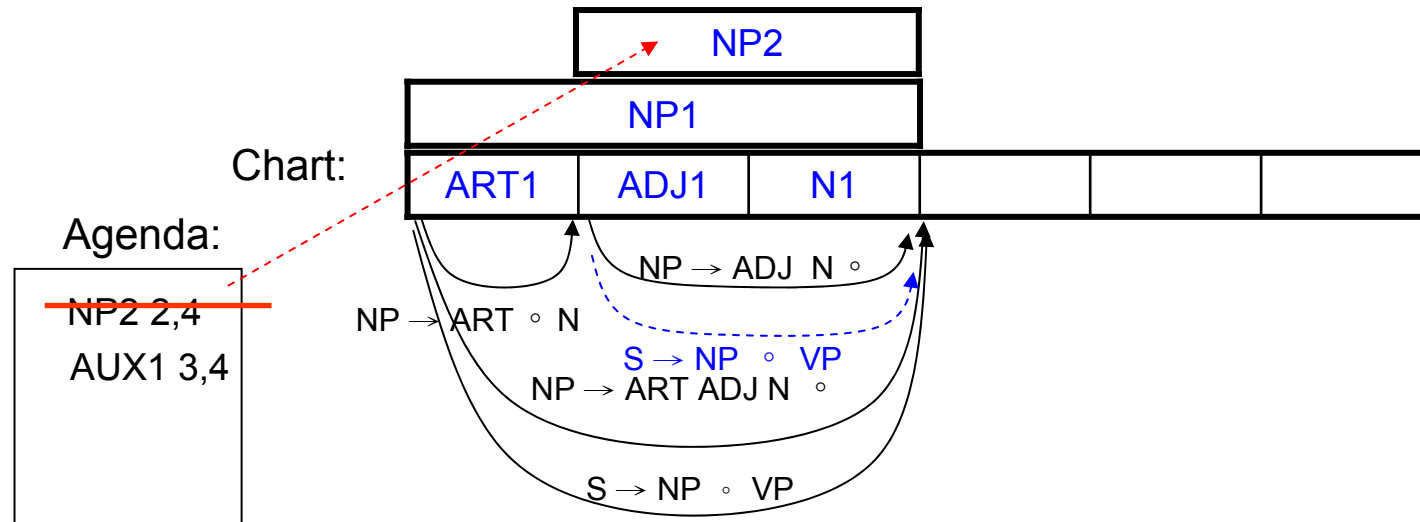 NP2
NP1
Chart:
ART1 ADJ1 N1
Agenda:
NP2 2,4
AUX1 3,4
NP → ADJ N ∘
NP → ART ∘ N
S → NP ∘ VP
NP → ART ADJ N ∘
S → NP ∘ VP